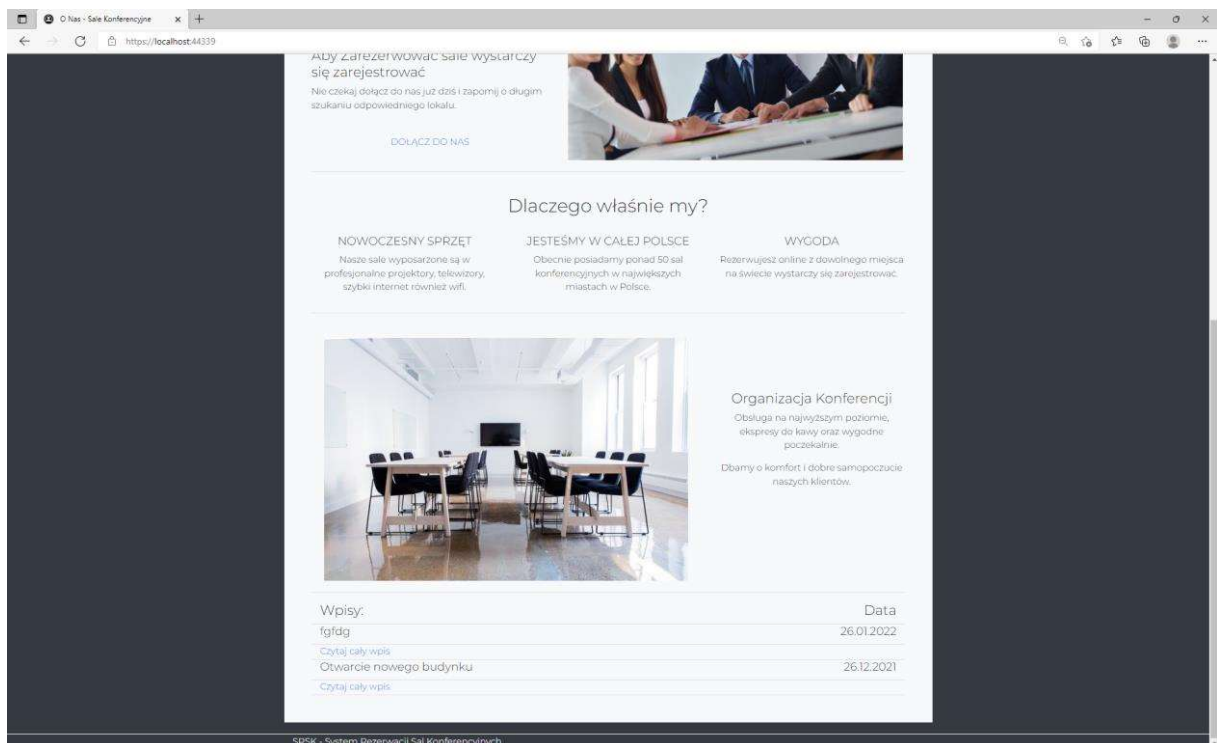 O Nas - Sale Konferencyjne
https://localhost:44339
Aby Zarezerwować sale wystarczy
się zarejestrować
Nie czekaj dołącz do nas już dziś i zapomij o długim
szukaniu odpowiedniego lokalu.
DOŁĄCZ DO NAS
Dlaczego właśnie my?
NOWOCZESNY SPRZĘT
Nasze sale wyposarzone są w
profesjonalne projektory, telewizory,
szybki internet również wifi.
JESTEŚMY W CAŁEJ POLSCE
Obecnie posiadamy ponad 50 sal
konferencyjnych w największych
miastach w Polsce.
WYGODA
Rezerwujesz online z dowolnego miejsca
na świecie wystarczy się zarejestrować.
Organizacja Konferencji
Obsługa na najwyższym poziomie,
ekspresy do kawy oraz wygodne
poczekalnie.
Dbamy o komfort i dobre samopoczucie
naszych klientów.
Wpisy: Data
fgfdg 26.01.2022
Czytaj cały wpis
Otwarcie nowego budynku 26.12.2021
Czytaj cały wpis
SRSK - System Rezerwacji Sal Konferencyjnych